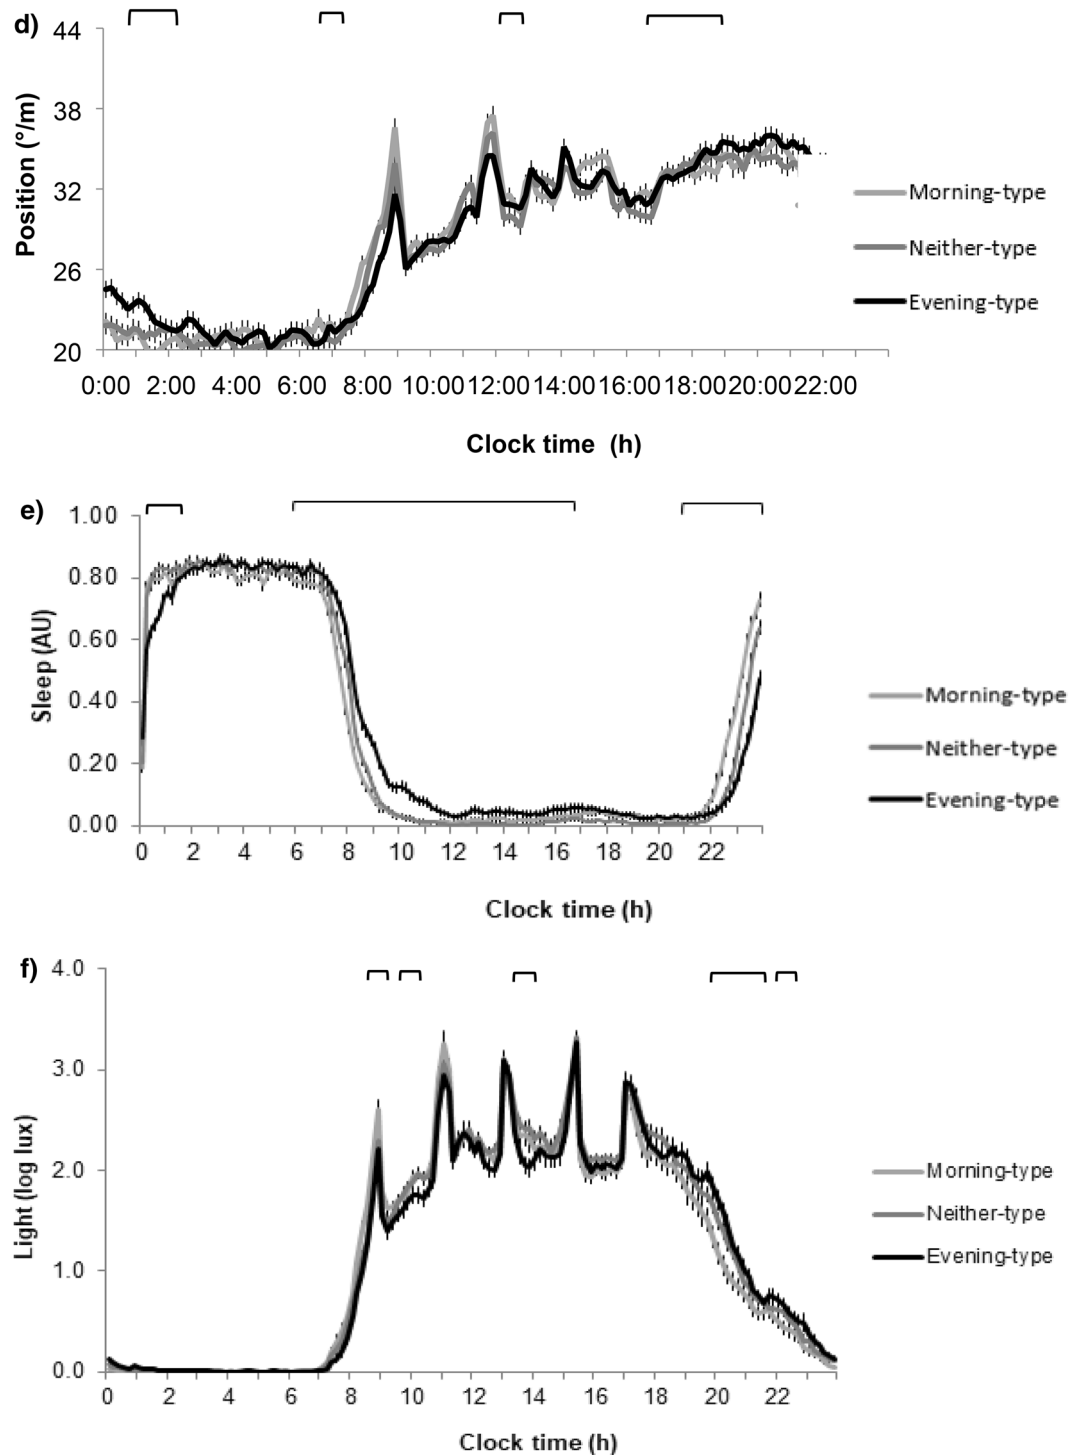 d)
44
38
32
26
20
Position (°/m)
0:00 2:00 4:00 6:00 8:00 10:00 12:00 14:00 16:00 18:00 20:00 22:00
Clock time (h)
Morning-type
Neither-type
Evening-type
e)
1.00
0.80
0.60
0.40
0.20
0.00
Sleep (AU)
0 2 4 6 8 10 12 14 16 18 20 22
Clock time (h)
Morning-type
Neither-type
Evening-type
f)
4.0
3.0
2.0
1.0
0.0
Light (log lux)
0 2 4 6 8 10 12 14 16 18 20 22
Clock time (h)
Morning-type
Neither-type
Evening-type